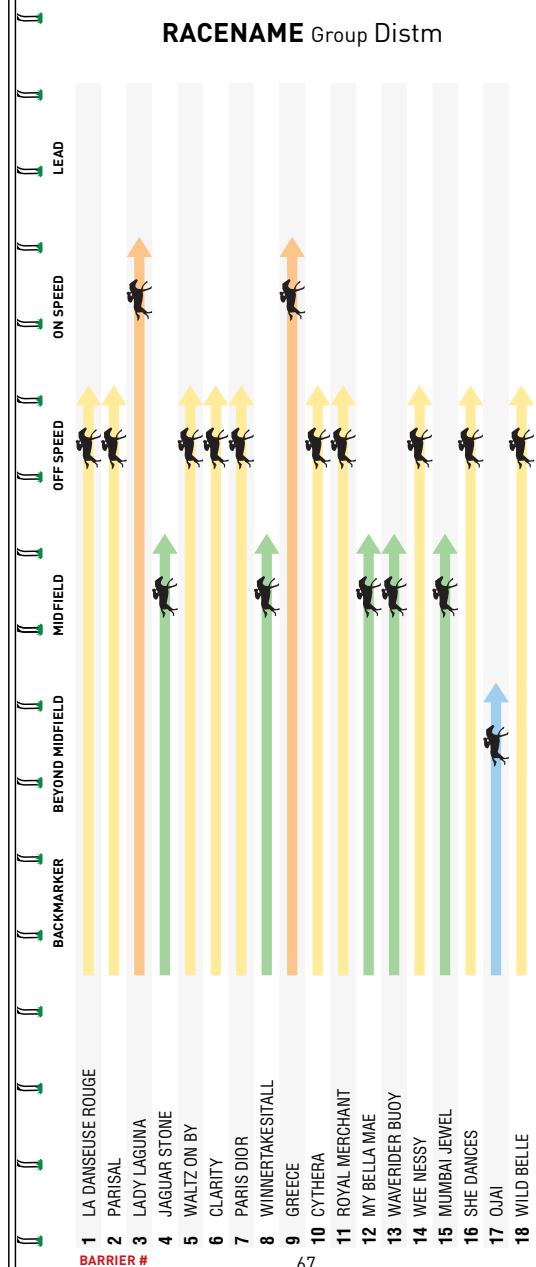 RACENAME Group Distm
LEAD
ON SPEED
OFF SPEED
MIDFIELD
BEYOND MIDFIELD
BACKMARKER
1 LA DANSEUSE ROUGE
2 PARISAL
3 LADY LAGUNA
4 JAGUAR STONE
5 WALTZ ON BY
6 CLARITY
7 PARIS DIOR
8 WINNERTAKESITALL
9 GREECE
10 CYTHERA
11 ROYAL MERCHANT
12 MY BELLA MAE
13 WAVERIDER BUOY
14 WEE NESSY
15 MUMBAI JEWEL
16 SHE DANCES
17 OJAI
18 WILD BELLE
BARRIER #
67